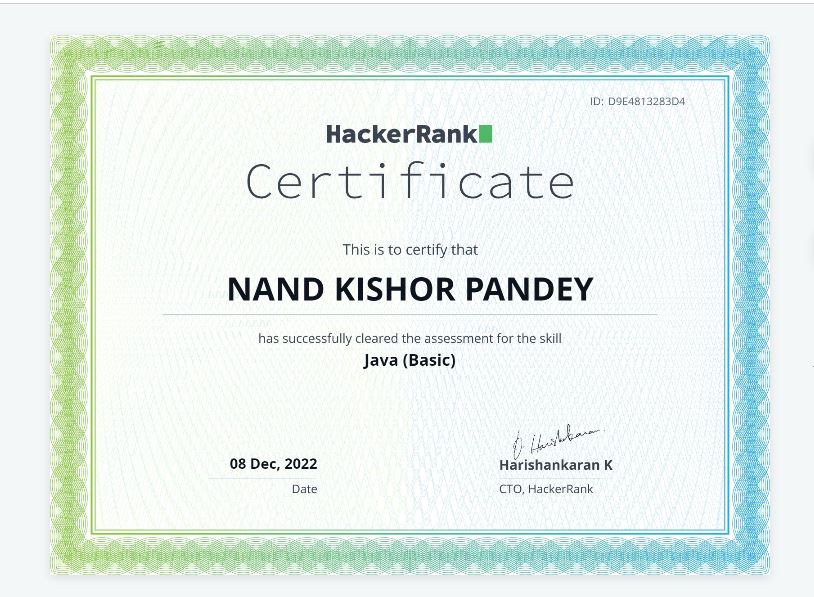 ID: D9E4813283D4
HackerRank
Certificate
This is to certify that
NAND KISHOR PANDEY
has successfully cleared the assessment for the skill
Java (Basic)
08 Dec, 2022
Date
D. Harishankaran.
Harishankaran K
CTO, HackerRank